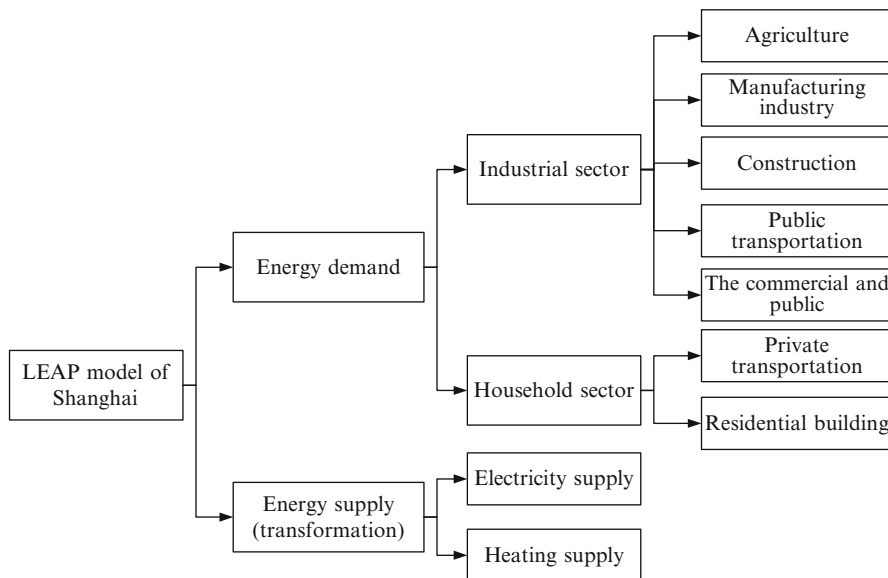 Agriculture
Manufacturing
industry
Industrial sector
Construction
Public
transportation
Energy demand
The commercial and
public
LEAP model of
Shanghai
Private
transportation
Household sector
Residential building
Electricity supply
Energy supply
(transformation)
Heating supply